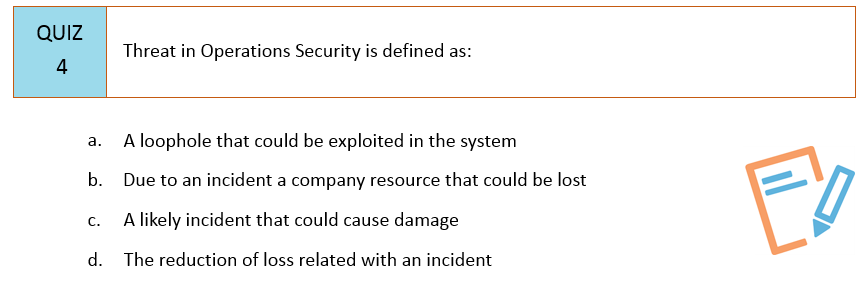 QUIZ
4
Threat in Operations Security is defined as:
a. A loophole that could be exploited in the system
b. Due to an incident a company resource that could be lost
c. A likely incident that could cause damage
d. The reduction of loss related with an incident